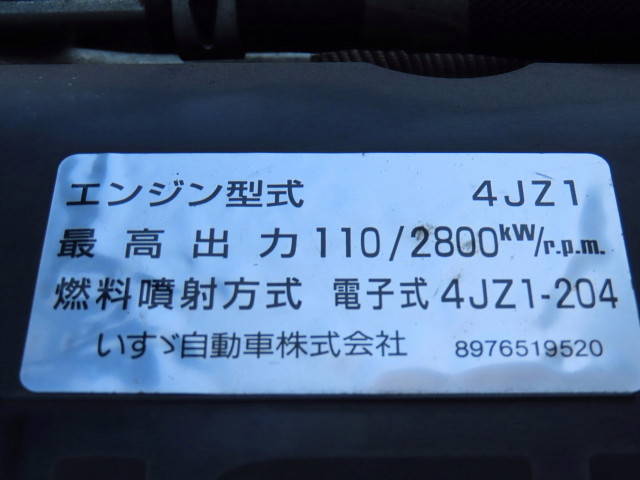 エンジン型式 4JZ1
最高出力 110/2800kW/r.p.m.
燃料噴射方式 電子式 4JZ1-204
いすゞ自動車株式会社 8976519520